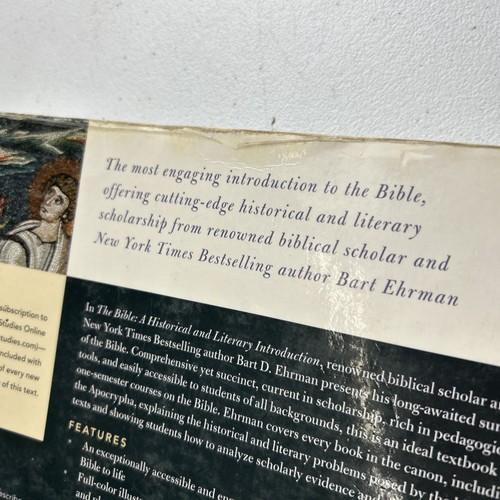 The most engaging introduction to the Bible,
offering cutting-edge historical and literary
scholarship from renowned biblical scholar and
New York Times Bestselling author Bart Ehrman
subscription to
Studies Online
studies.com)—
included with
of every new
of this text.
In The Bible: A Historical and Literary Introduction, renowned biblical scholar
New York Times Bestselling author Bart D. Ehrman presents his long-awaited
of the Bible. Comprehensive yet succinct, current in scholarship, rich in
tools, and easily accessible to students of all backgrounds, this is an ideal textbook
one-semester courses on the Bible. Ehrman covers every book in the canon,
the Apocrypha, explaining the historical and literary problems posed by the
texts and showing students how to analyze scholarly evidence
FEATURES
An exceptionally accessible and
Bible to life
Full-color